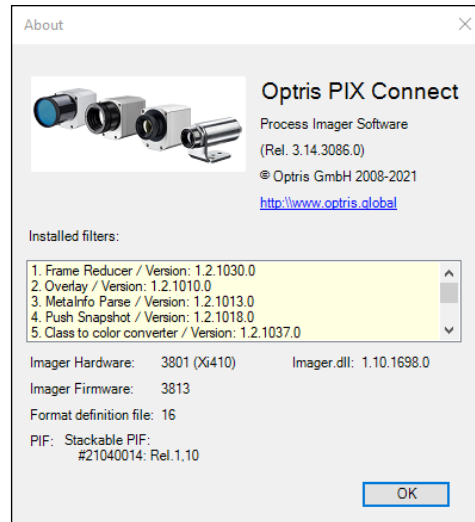 About
Optris PIX Connect
Process Imager Software
(Rel. 3.14.3086.0)
© Optris GmbH 2008-2021
http:\\www.optris.global
Installed filters:
1. Frame Reducer / Version: 1.2.1030.0
2. Overlay / Version: 1.2.1010.0
3. MetaInfo Parse / Version: 1.2.1013.0
4. Push Snapshot / Version: 1.2.1018.0
5. Class to color converter / Version: 1.2.1037.0
Imager Hardware: 3801 (Xi410) Imager.dll: 1.10.1698.0
Imager Firmware: 3813
Format definition file: 16
PIF: Stackable PIF:
#21040014: Rel.1,10
OK